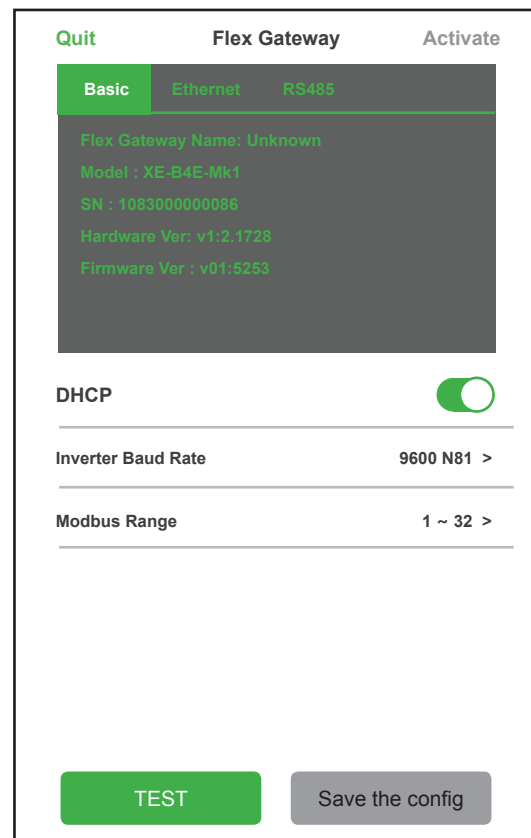 Quit Flex Gateway Activate
Basic Ethernet RS485
Flex Gateway Name: Unknown
Model : XE-B4E-Mk1
SN : 1083000000086
Hardware Ver: v1:2.1728
Firmware Ver : v01:5253
DHCP
Inverter Baud Rate 9600 N81 >
Modbus Range 1 ~ 32 >
TEST Save the config